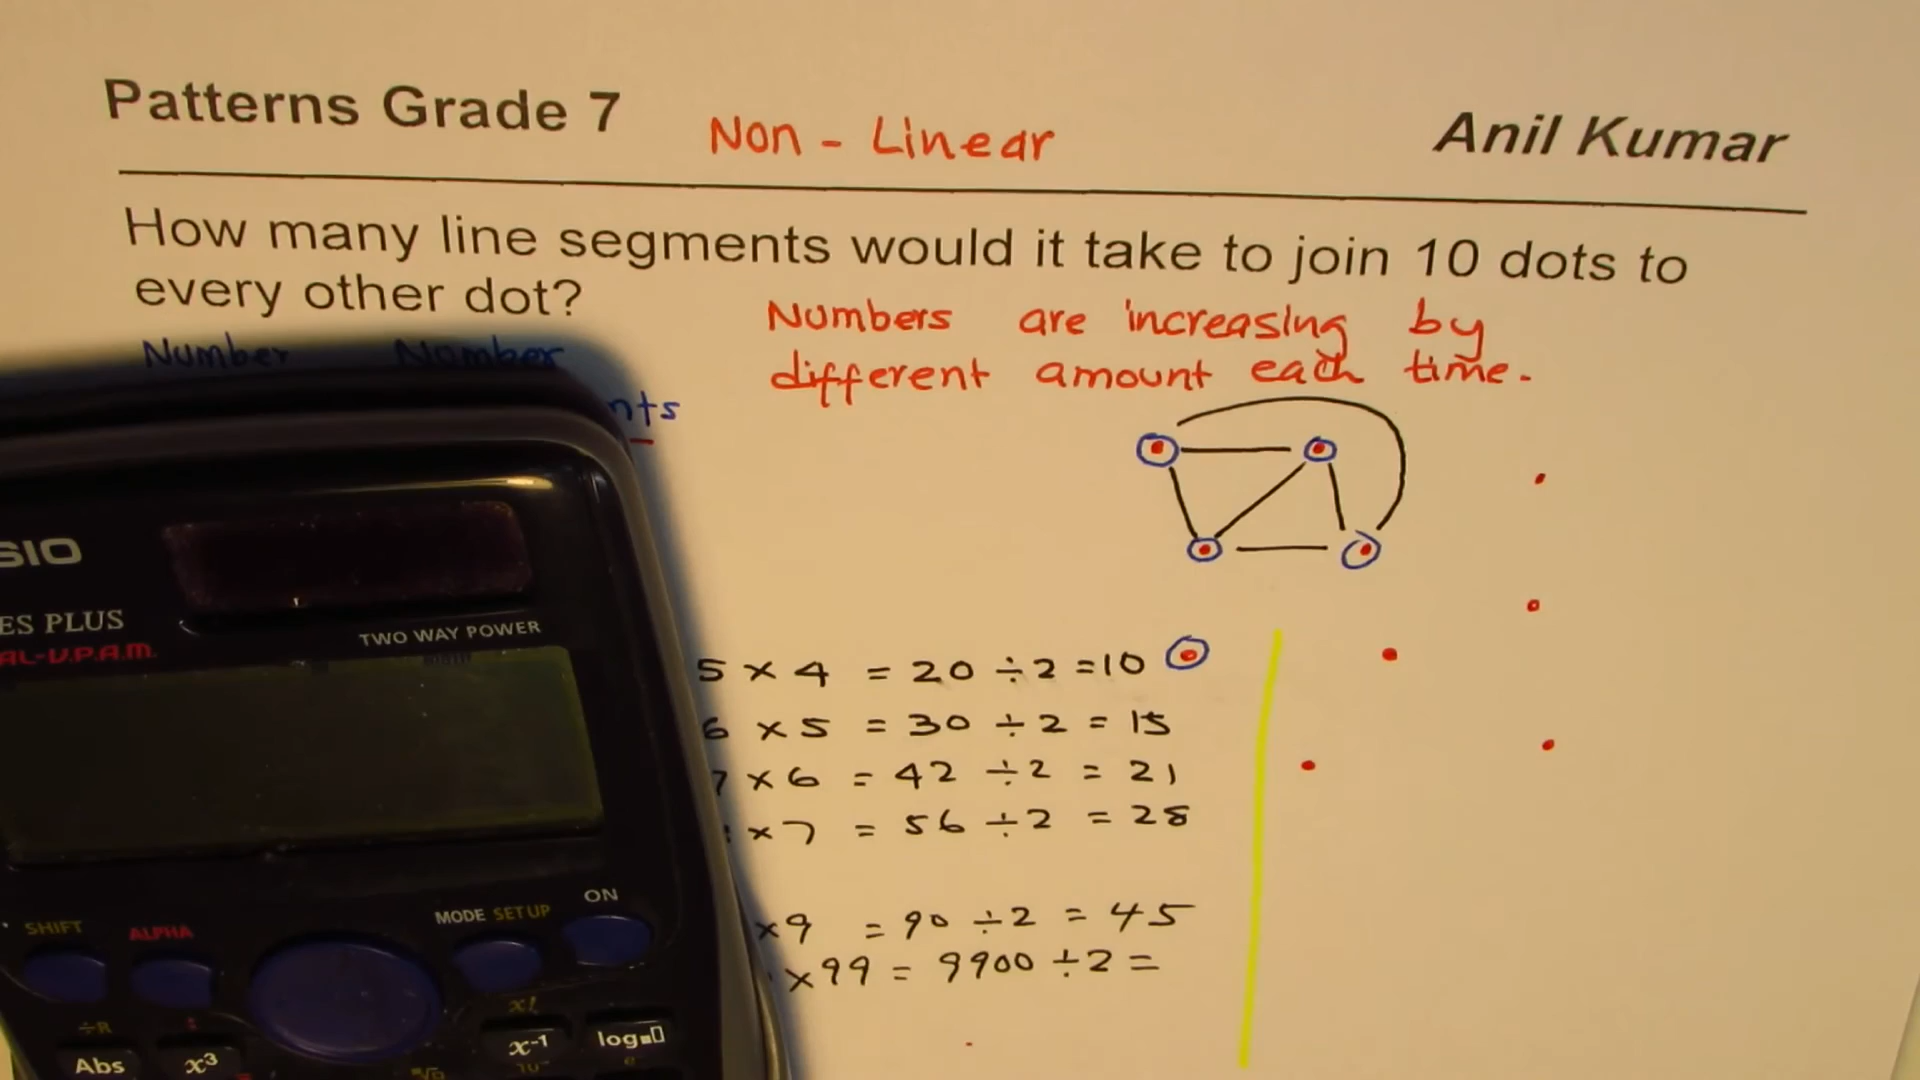 Patterns Grade 7 Non - Linear Anil Kumar
How many line segments would it take to join 10 dots to
every other dot?
Numbers are increasing by
different amount each time.
Number Number
nts
SIO
ES PLUS
AL-V.P.A.M.
TWO WAY POWER
5 × 4 = 20 ÷ 2 = 10
6 × 5 = 30 ÷ 2 = 15
7 × 6 = 42 ÷ 2 = 21
× 7 = 56 ÷ 2 = 28
× 9 = 90 ÷ 2 = 45
× 99 = 9900 ÷ 2 =
SHIFT ALPHA MODE SETUP ON
÷R x!
Abs x³ x⁻¹ log